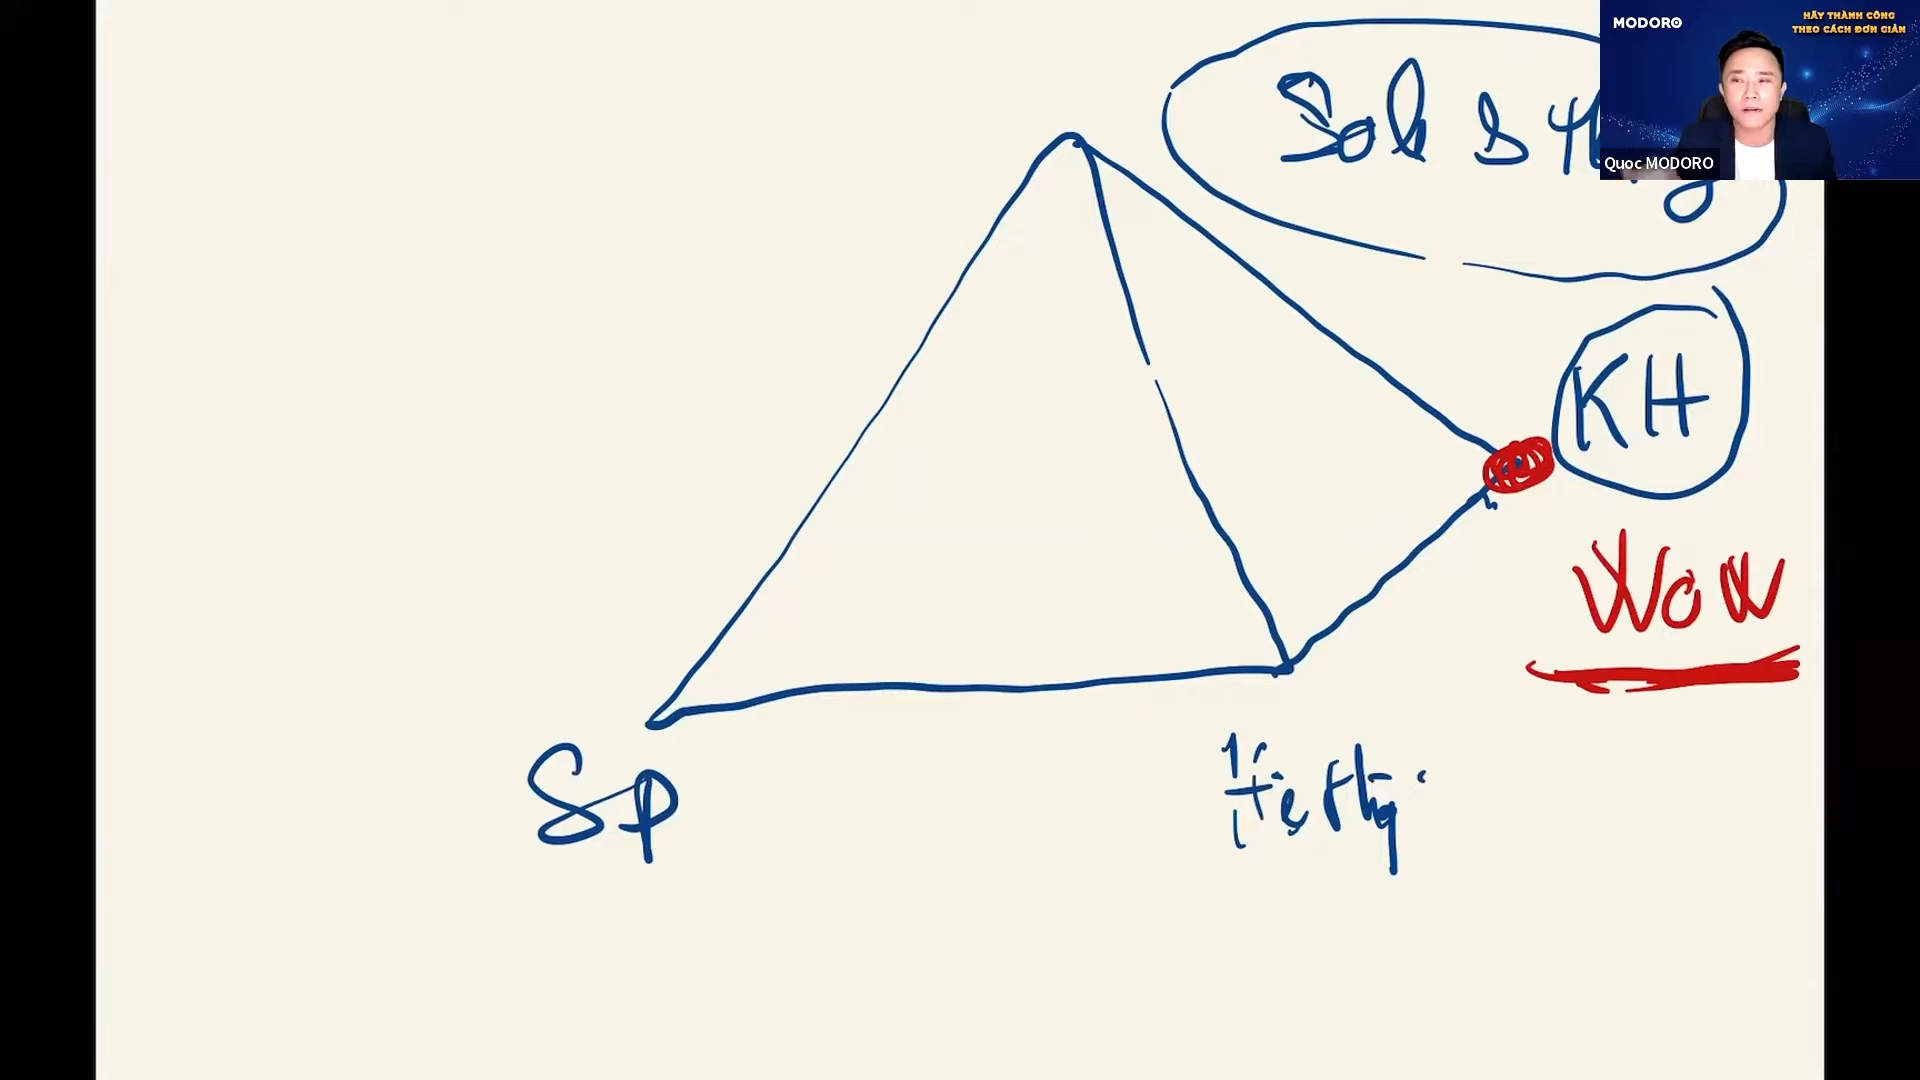 MODORO
HÃY THÀNH CÔNG
THEO CÁCH ĐƠN GIẢN
Quoc MODORO
KH
WOW
SP